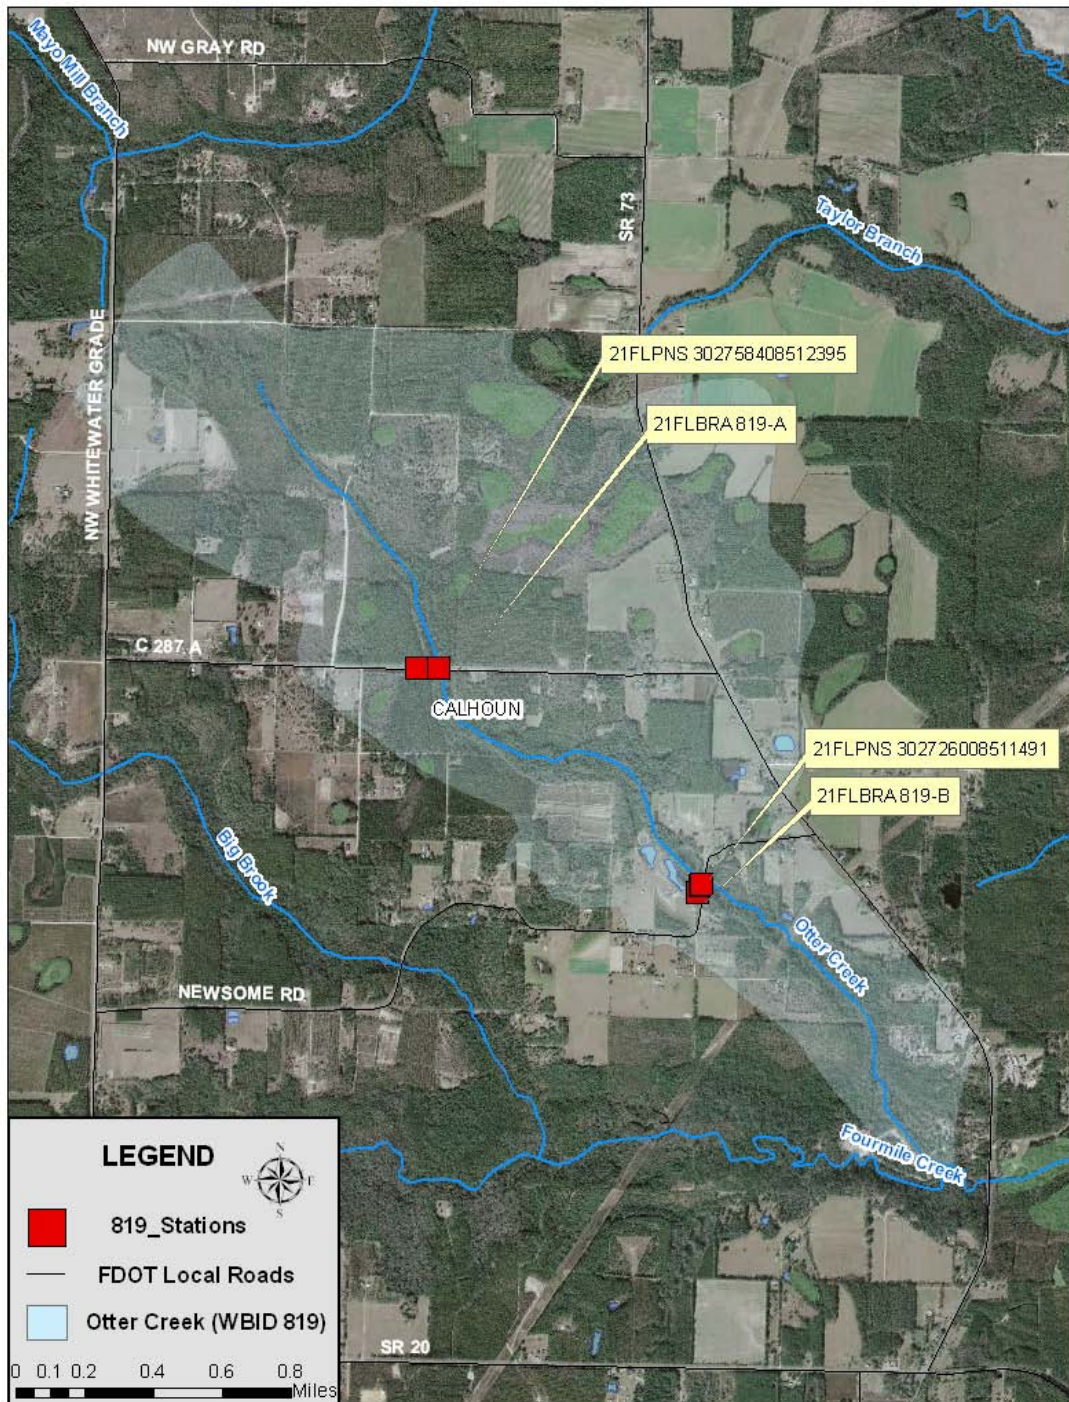 NW GRAY RD
Mayo Mill Branch
SR 73
Taylor Branch
NW WHITEWATER GRADE
21FLPNS 302758408512395
21FLBRA 819-A
C 287 A
CALHOUN
21FLPNS 302726008511491
21FLBRA 819-B
Big Brook
Otter Creek
NEWSOME RD
Fourmile Creek
LEGEND
N
W E
S
819_Stations
FDOT Local Roads
Otter Creek (WBID 819)
SR 20
0 0.1 0.2 0.4 0.6 0.8
Miles